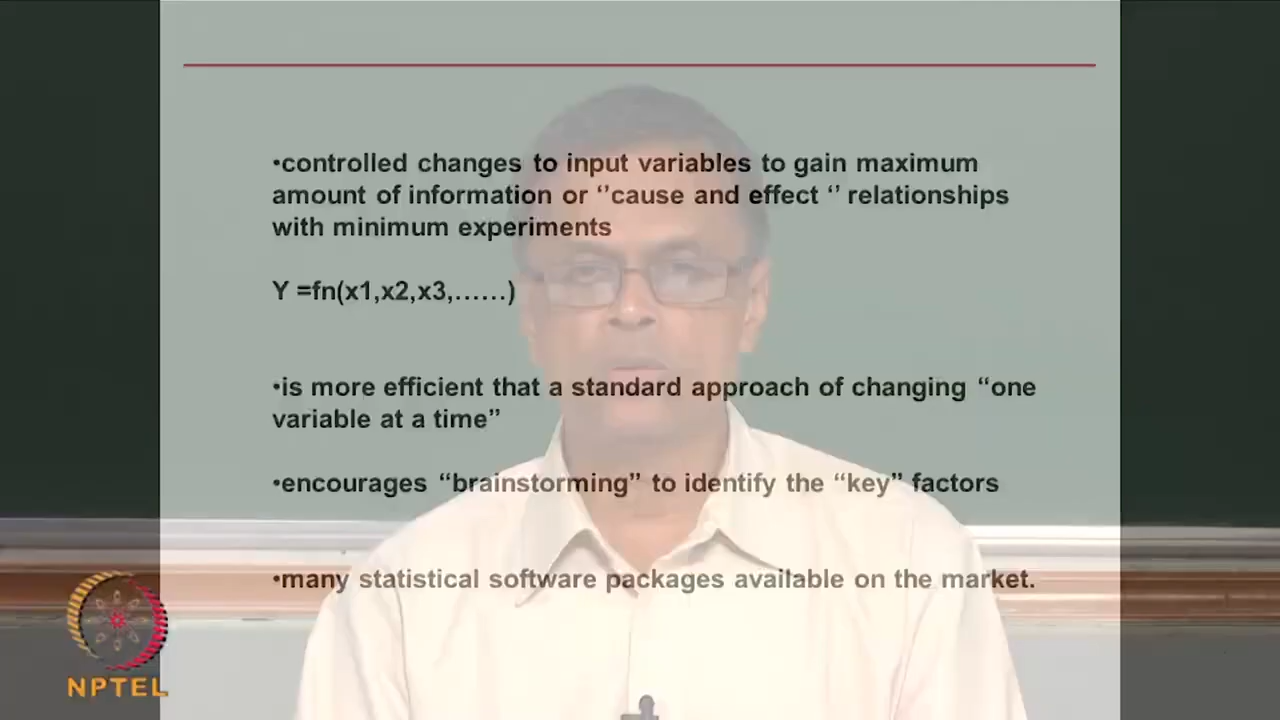 •controlled changes to input variables to gain maximum
amount of information or ‘’cause and effect ‘’ relationships
with minimum experiments
Y =fn(x1,x2,x3,……)
•is more efficient that a standard approach of changing “one
variable at a time”
•encourages “brainstorming” to identify the “key” factors
•many statistical software packages available on the market.
NPTEL